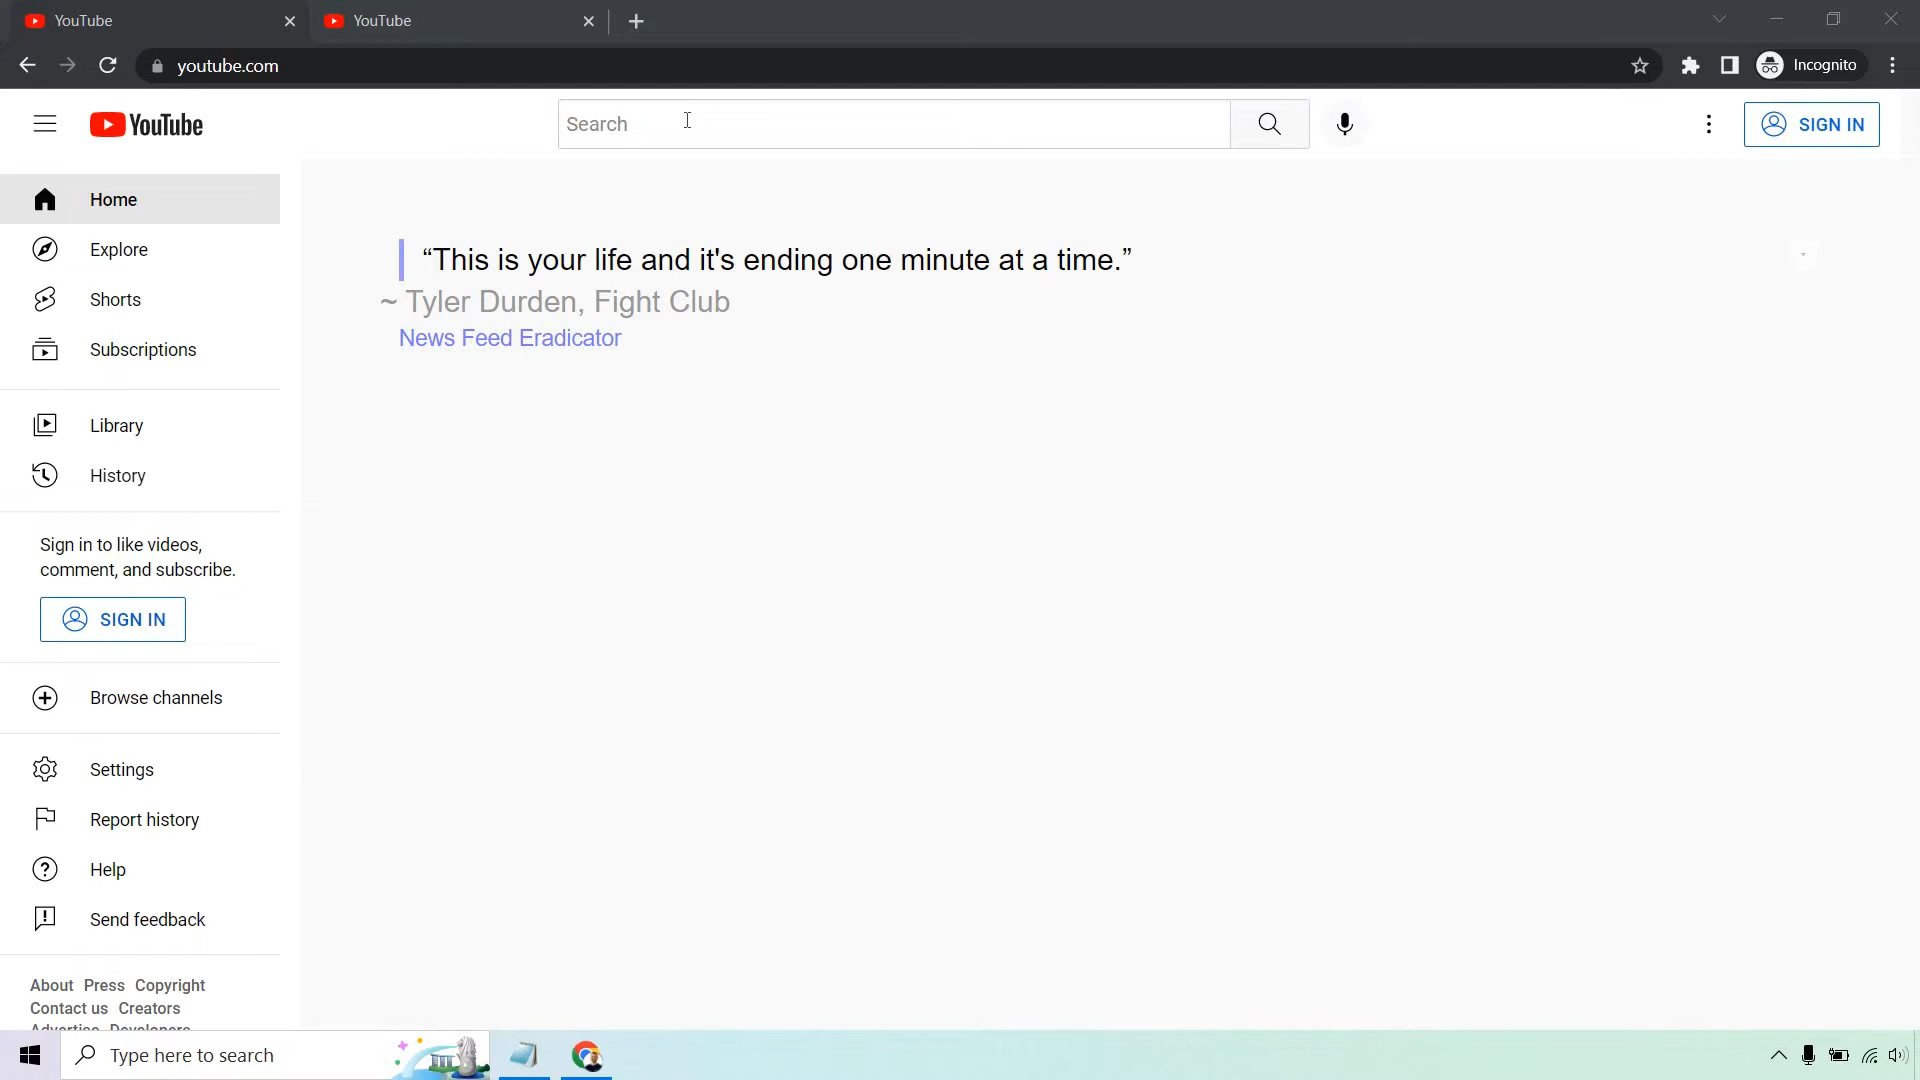 YouTube
YouTube
youtube.com
Incognito
YouTube
Search
SIGN IN
Home
Explore
Shorts
Subscriptions
Library
History
Sign in to like videos,
comment, and subscribe.
SIGN IN
Browse channels
Settings
Report history
Help
Send feedback
About Press Copyright
Contact us Creators
Advertise Developers
“This is your life and it's ending one minute at a time.”
~ Tyler Durden, Fight Club
News Feed Eradicator
Type here to search